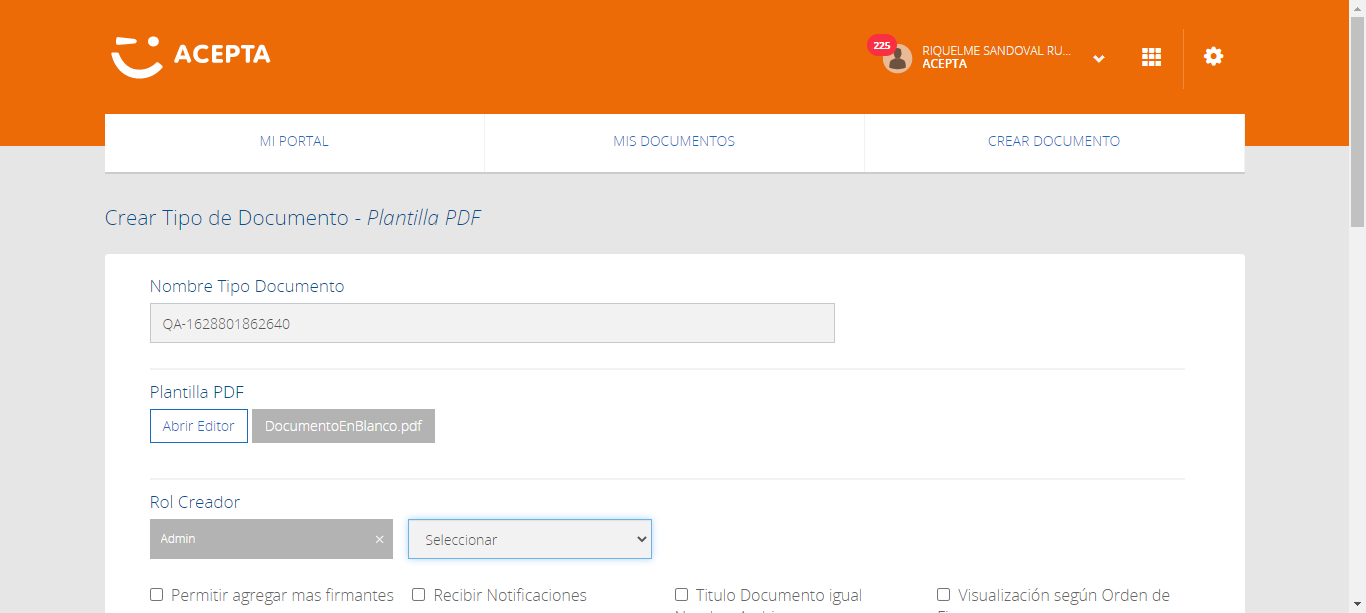 ACEPTA
225
RIQUELME SANDOVAL RU...
ACEPTA
MI PORTAL
MIS DOCUMENTOS
CREAR DOCUMENTO
Crear Tipo de Documento - Plantilla PDF
Nombre Tipo Documento
QA-1628801862640
Plantilla PDF
Abrir Editor
DocumentoEnBlanco.pdf
Rol Creador
Admin ×
Seleccionar
Permitir agregar mas firmantes
Recibir Notificaciones
Titulo Documento igual
Visualización según Orden de